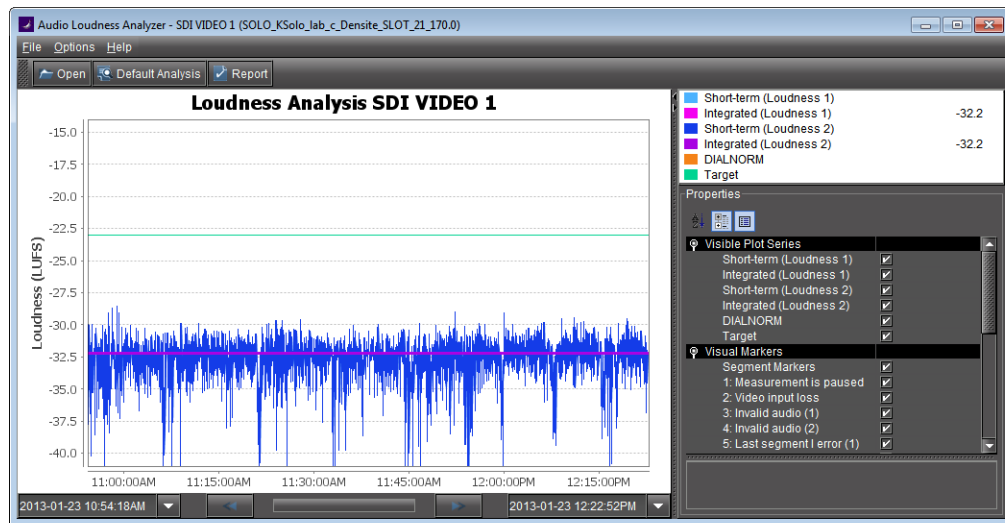 Audio Loudness Analyzer - SDI VIDEO 1 (SOLO_KSolo_lab_c_Densite_SLOT_21_170.0)
File Options Help
Open Default Analysis Report
Loudness Analysis SDI VIDEO 1
Loudness (LUFS)
-15.0
-17.5
-20.0
-22.5
-25.0
-27.5
-30.0
-32.5
-35.0
-37.5
-40.0
11:00:00AM 11:15:00AM 11:30:00AM 11:45:00AM 12:00:00PM 12:15:00PM
2013-01-23 10:54:18AM 2013-01-23 12:22:52PM
Short-term (Loudness 1)
Integrated (Loudness 1) -32.2
Short-term (Loudness 2)
Integrated (Loudness 2) -32.2
DIALNORM
Target
Properties
Visible Plot Series
Short-term (Loudness 1)
Integrated (Loudness 1)
Short-term (Loudness 2)
Integrated (Loudness 2)
DIALNORM
Target
Visual Markers
Segment Markers
1: Measurement is paused
2: Video input loss
3: Invalid audio (1)
4: Invalid audio (2)
5: Last segment I error (1)